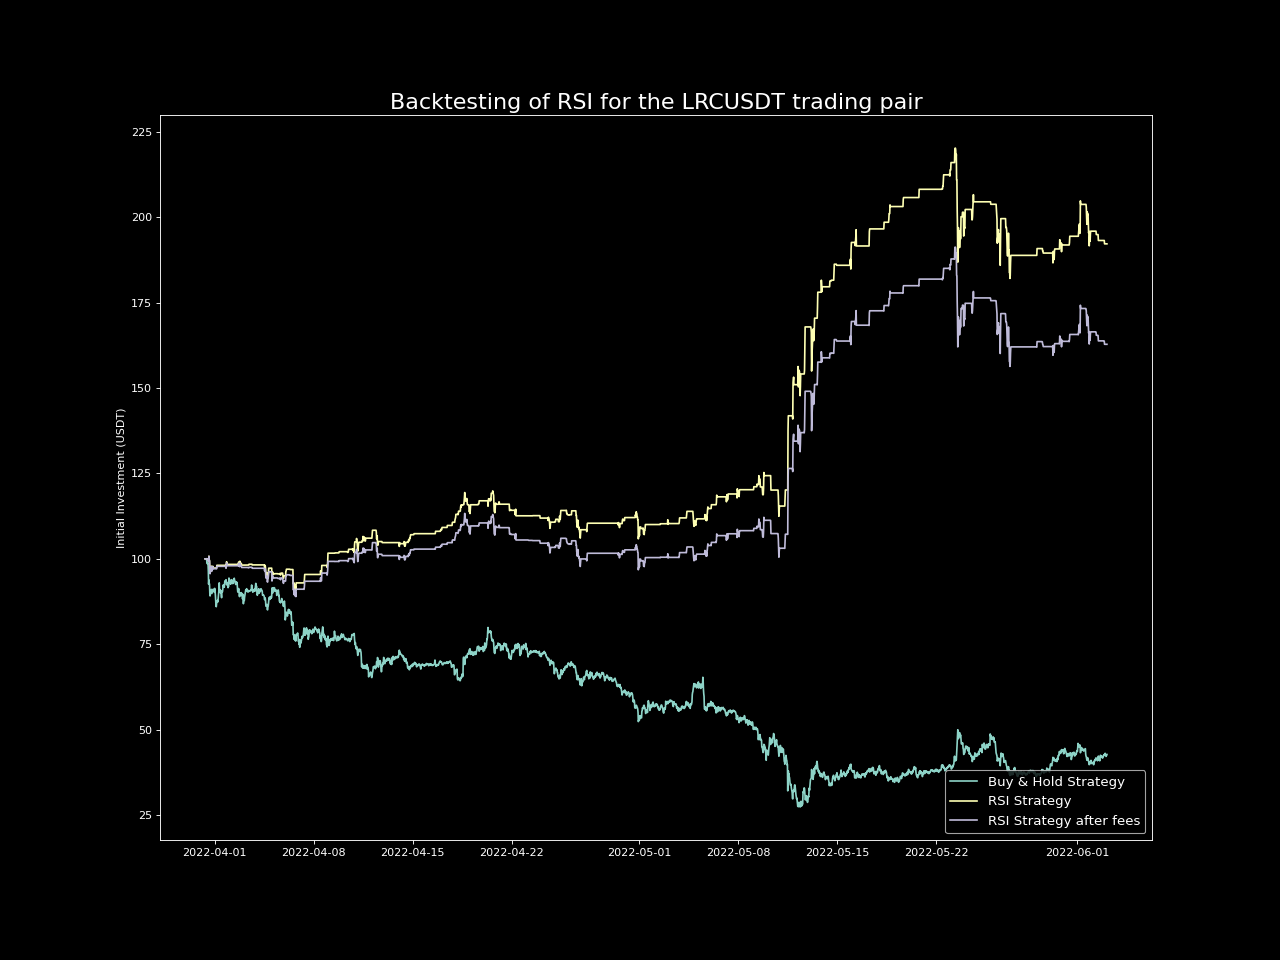 Backtesting of RSI for the LRCUSDT trading pair
Initial Investment (USDT)
225
200
175
150
125
100
75
50
25
2022-04-01 2022-04-08 2022-04-15 2022-04-22 2022-05-01 2022-05-08 2022-05-15 2022-05-22 2022-06-01
Buy & Hold Strategy
RSI Strategy
RSI Strategy after fees